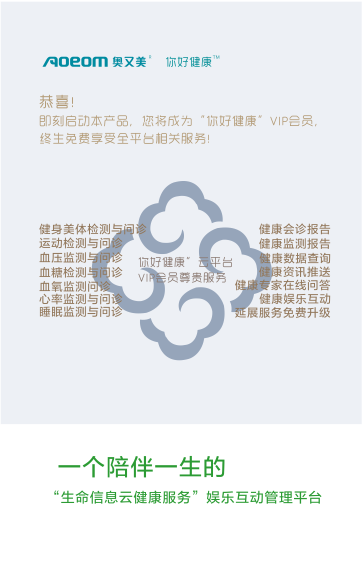 Aoeom 奥又美® 你好健康™
恭喜!
即刻启动本产品，您将成为“你好健康”VIP会员，
终生免费享受全平台相关服务!
健身美体检测与问诊
运动检测与问诊
血压监测与问诊
血糖检测与问诊
血氧监测问诊
心率监测与问诊
睡眠监测与问诊
你好健康”云平台
VIP会员尊贵服务
健康会诊报告
健康监测报告
健康数据查询
健康资讯推送
健康专家在线问答
健康娱乐互动
延展服务免费升级
一个陪伴一生的
“生命信息云健康服务”娱乐互动管理平台